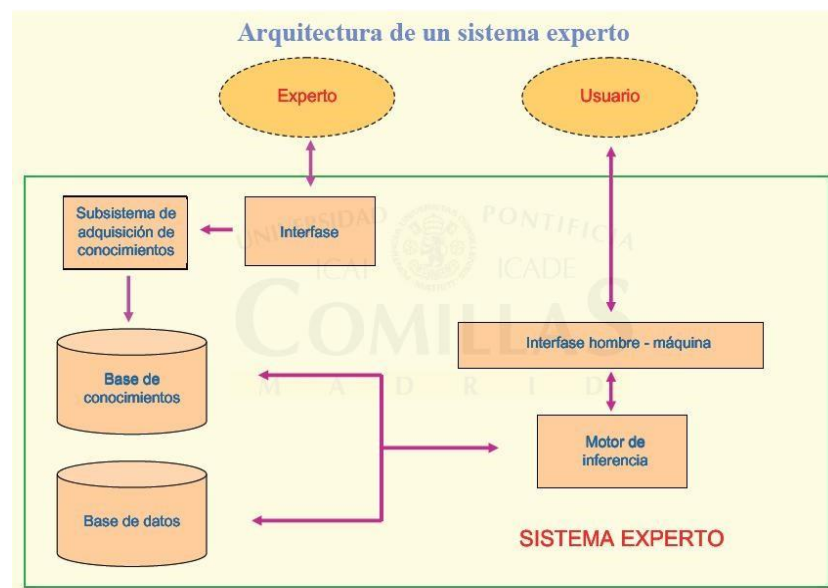 Arquitectura de un sistema experto
Experto
Usuario
Subsistema de
adquisición de
conocimientos
Interfase
UNIVERSIDAD PONTIFICIA
ICAI ICADE
COMILLAS
MADRID
Interfase hombre - máquina
Base de
conocimientos
Motor de
inferencia
Base de datos
SISTEMA EXPERTO